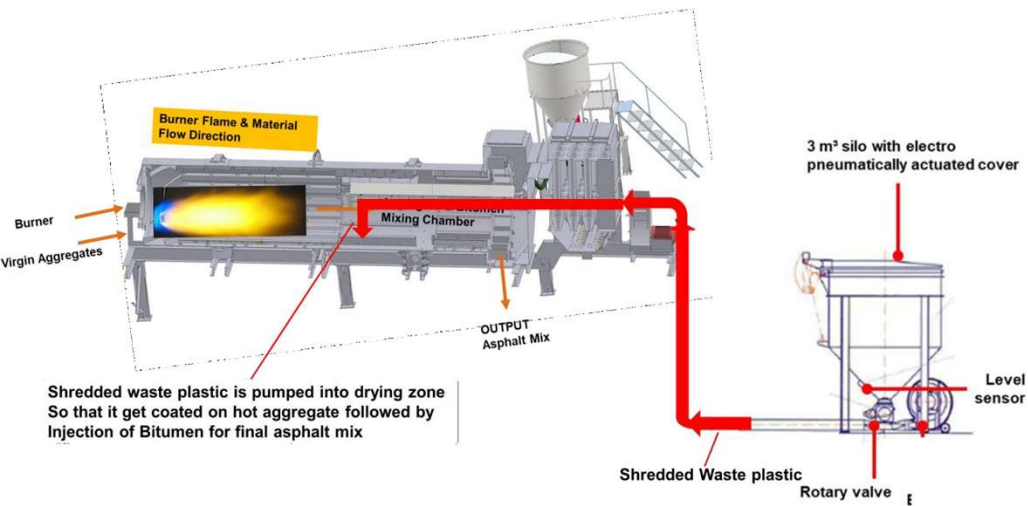 Burner Flame & Material
Flow Direction
3 m³ silo with electro
pneumatically actuated cover
Burner
Mixing Chamber
Virgin Aggregates
OUTPUT
Asphalt Mix
Shredded waste plastic is pumped into drying zone
So that it get coated on hot aggregate followed by
Injection of Bitumen for final asphalt mix
Level
sensor
Shredded Waste plastic
Rotary valve